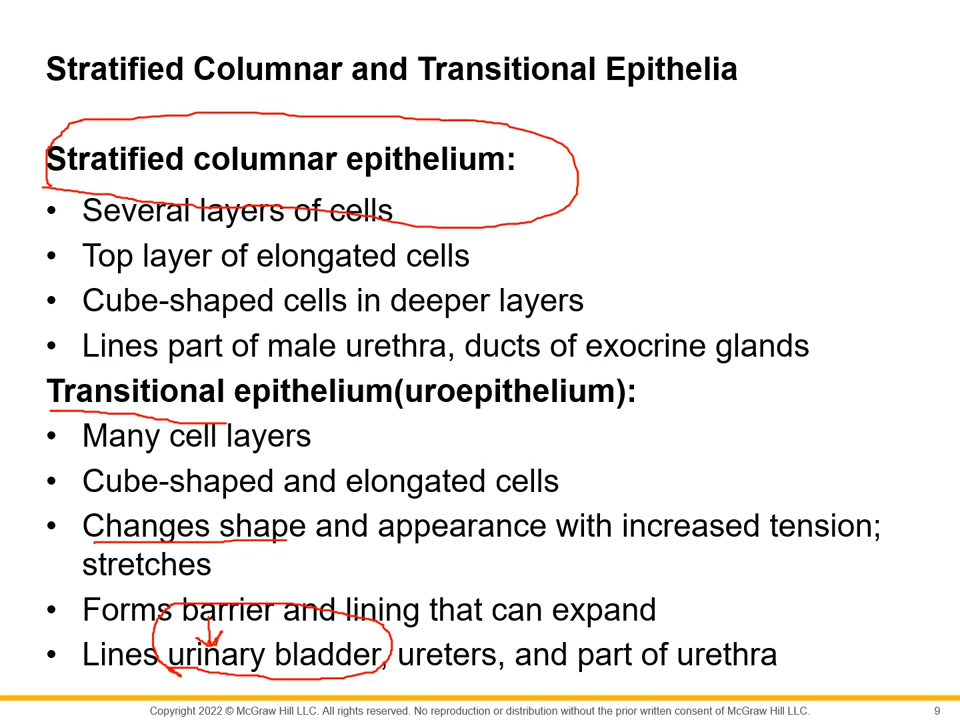 Stratified Columnar and Transitional Epithelia
Stratified columnar epithelium:
• Several layers of cells
• Top layer of elongated cells
• Cube-shaped cells in deeper layers
• Lines part of male urethra, ducts of exocrine glands
Transitional epithelium(uroepithelium):
• Many cell layers
• Cube-shaped and elongated cells
• Changes shape and appearance with increased tension;
stretches
• Forms barrier and lining that can expand
• Lines urinary bladder, ureters, and part of urethra
Copyright 2022 © McGraw Hill LLC. All rights reserved. No reproduction or distribution without the prior written consent of McGraw Hill LLC. 9